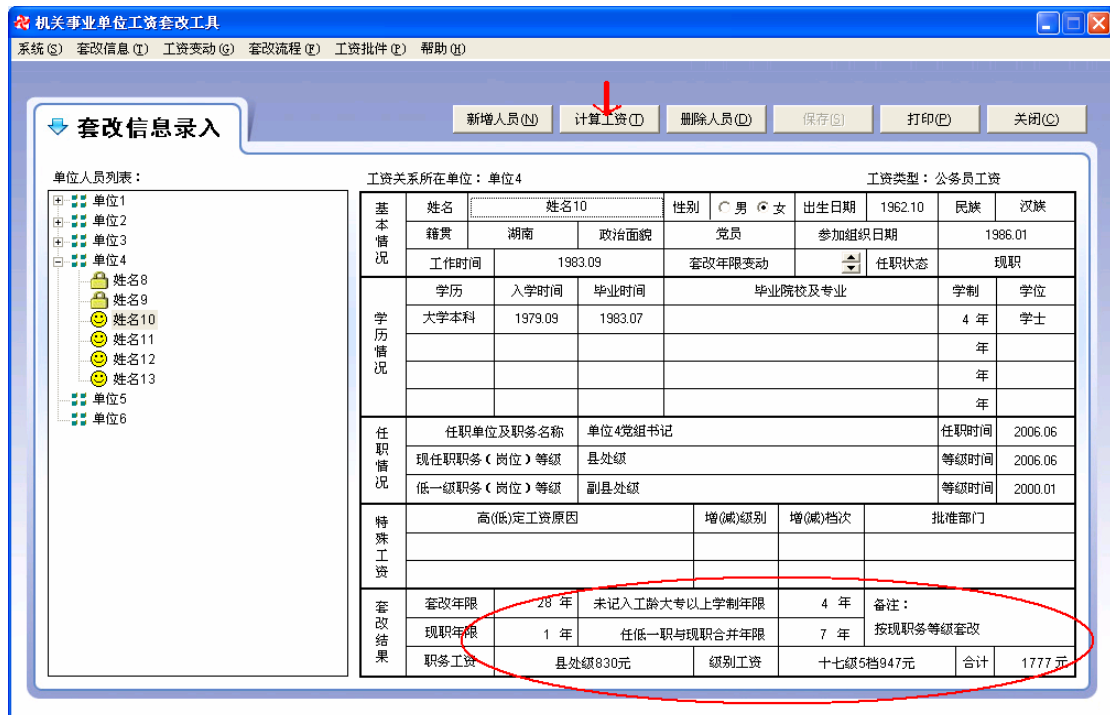 机关事业单位工资套改工具
系统(S) 套改信息(T) 工资变动(G) 套改流程(F) 工资批件(P) 帮助(H)
套改信息录入
新增人员(N) 计算工资(T) 删除人员(D) 保存(S) 打印(P) 关闭(C)
单位人员列表：
单位1
单位2
单位3
单位4
姓名8
姓名9
姓名10
姓名11
姓名12
姓名13
单位5
单位6
工资关系所在单位：单位4 工资类型：公务员工资
基本情况
姓名 姓名10 性别 男 女 出生日期 1962.10 民族 汉族
籍贯 湖南 政治面貌 党员 参加组织日期 1986.01
工作时间 1983.09 套改年限变动 任职状态 现职
学历情况
学历 入学时间 毕业时间 毕业院校及专业 学制 学位
大学本科 1979.09 1983.07 4 年 学士
年
年
年
任职情况
任职单位及职务名称 单位4党组书记 任职时间 2006.06
现任职职务(岗位)等级 县处级 等级时间 2006.06
低一级职务(岗位)等级 副县处级 等级时间 2000.01
特殊工资
高(低)定工资原因 增(减)级别 增(减)档次 批准部门
套改结果
套改年限 28 年 未记入工龄大专以上学制年限 4 年 备注：
现职年限 1 年 任低一职与现职合并年限 7 年 按现职务等级套改
职务工资 县处级830元 级别工资 十七级5档947元 合计 1777 元